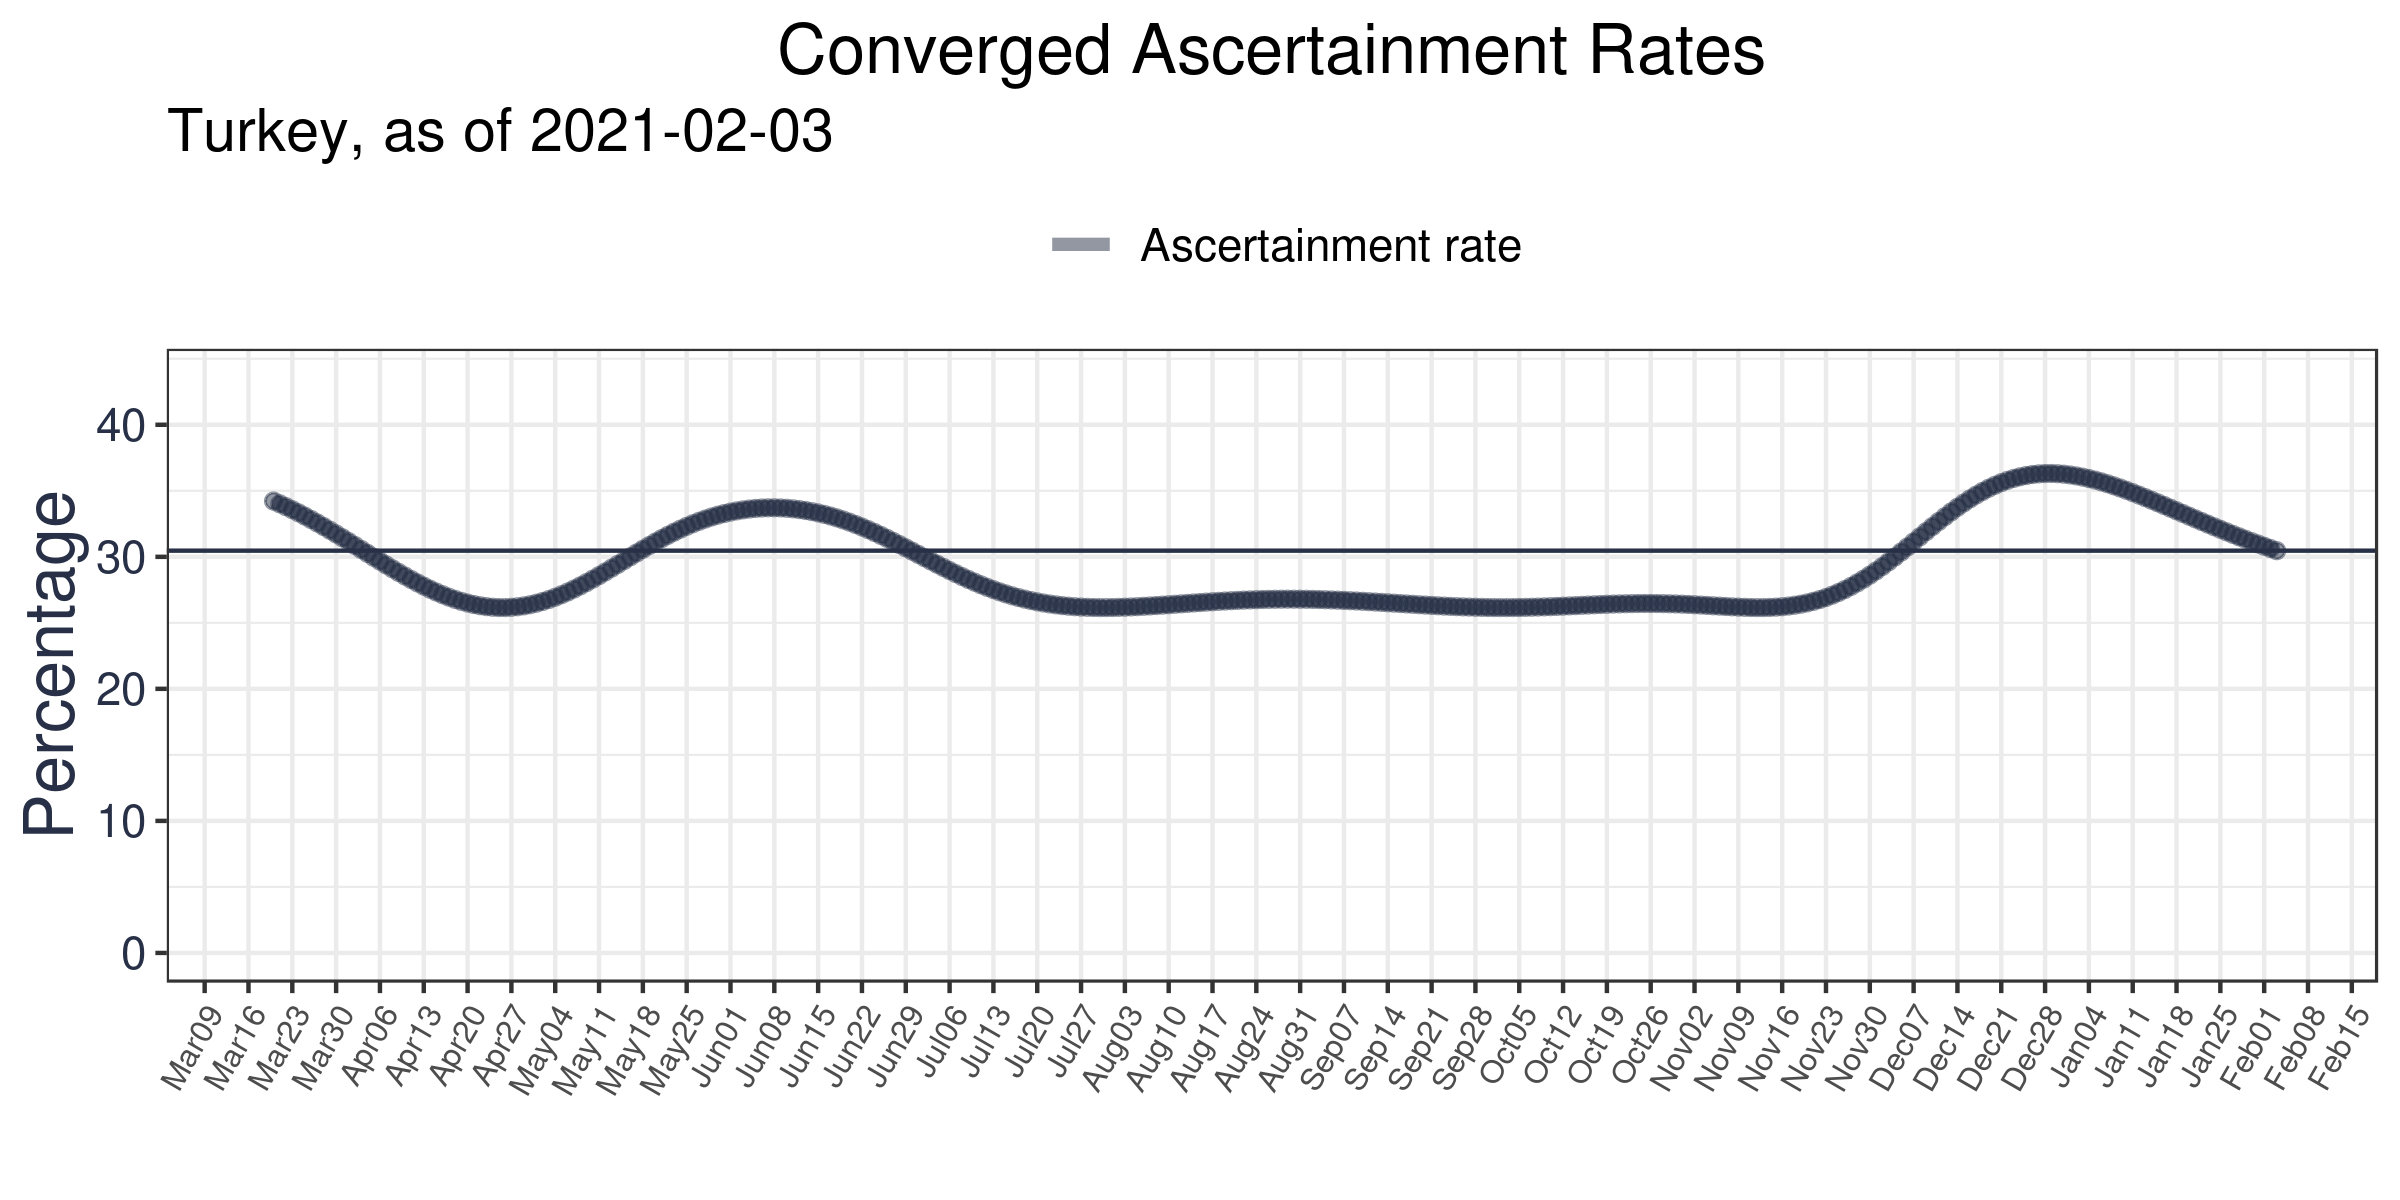 Converged Ascertainment Rates
Turkey, as of 2021-02-03
Ascertainment rate
Percentage
40
30
20
10
0
Mar09
Mar16
Mar23
Mar30
Apr06
Apr13
Apr20
Apr27
May04
May11
May18
May25
Jun01
Jun08
Jun15
Jun22
Jun29
Jul06
Jul13
Jul20
Jul27
Aug03
Aug10
Aug17
Aug24
Aug31
Sep07
Sep14
Sep21
Sep28
Oct05
Oct12
Oct19
Oct26
Nov02
Nov09
Nov16
Nov23
Nov30
Dec07
Dec14
Dec21
Dec28
Jan04
Jan11
Jan18
Jan25
Feb01
Feb08
Feb15